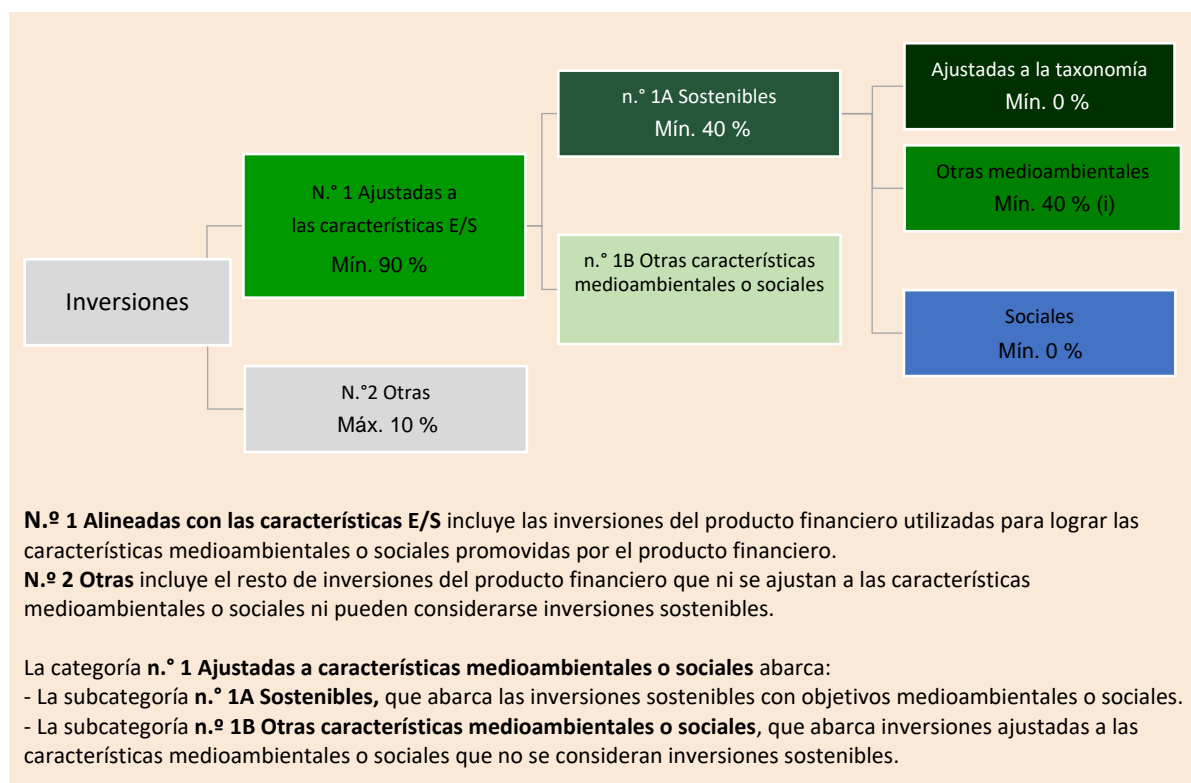 Inversiones
N.° 1 Ajustadas a
las características E/S
Mín. 90 %
N.°2 Otras
Máx. 10 %
n.° 1A Sostenibles
Mín. 40 %
n.° 1B Otras características
medioambientales o sociales
Ajustadas a la taxonomía
Mín. 0 %
Otras medioambientales
Mín. 40 % (i)
Sociales
Mín. 0 %
N.º 1 Alineadas con las características E/S incluye las inversiones del producto financiero utilizadas para lograr las
características medioambientales o sociales promovidas por el producto financiero.
N.º 2 Otras incluye el resto de inversiones del producto financiero que ni se ajustan a las características
medioambientales o sociales ni pueden considerarse inversiones sostenibles.
La categoría n.° 1 Ajustadas a características medioambientales o sociales abarca:
- La subcategoría n.° 1A Sostenibles, que abarca las inversiones sostenibles con objetivos medioambientales o sociales.
- La subcategoría n.º 1B Otras características medioambientales o sociales, que abarca inversiones ajustadas a las
características medioambientales o sociales que no se consideran inversiones sostenibles.